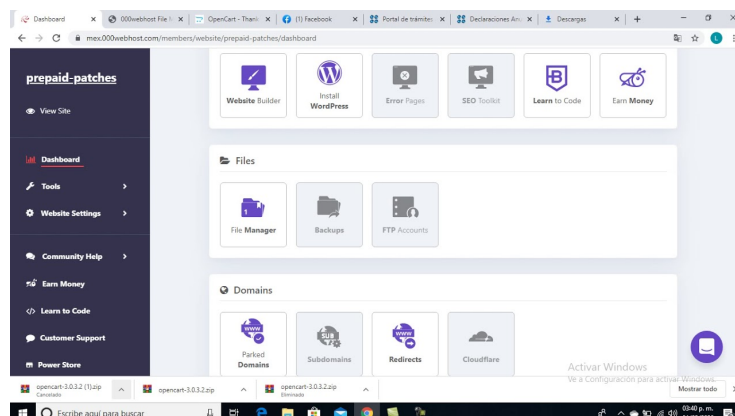 Dashboard
000webhost File M
OpenCart - Thank
(1) Facebook
Portal de trámites
Declaraciones Anu
Descargas
mex.000webhost.com/members/website/prepaid-patches/dashboard
L
prepaid-patches
View Site
Dashboard
Tools
Website Settings
Community Help
Earn Money
Learn to Code
Customer Support
Power Store
Website Builder
Install WordPress
Error Pages
SEO Toolkit
Learn to Code
Earn Money
Files
File Manager
Backups
FTP Accounts
Domains
Parked Domains
Subdomains
Redirects
Cloudflare
Activar Windows
Ve a Configuración para activar Windows.
opencart-3.0.3.2 (1).zip
Cancelado
opencart-3.0.3.2.zip
opencart-3.0.3.2.zip
Eliminado
Mostrar todo
Escribe aquí para buscar
03:40 p. m.